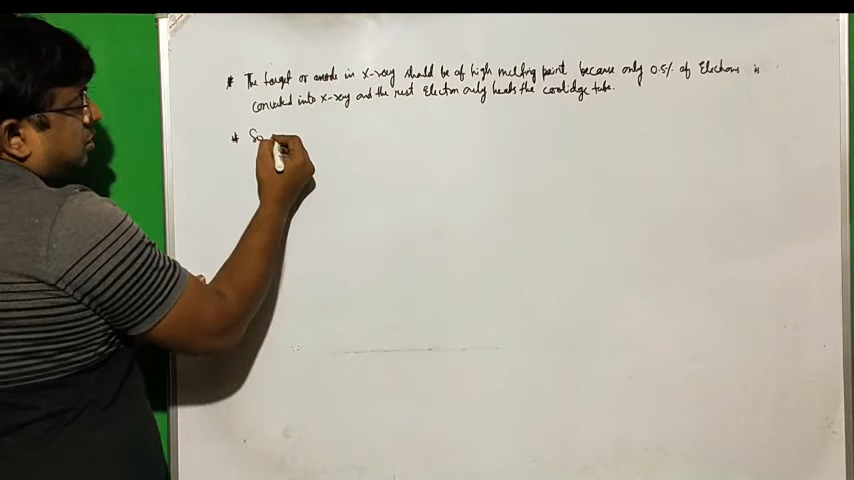 * The target or anode in X-ray should be of high melting point because only 0.5% of Electrons is
converted into X-ray and the rest Electron only heats the coolidge tube.
* So